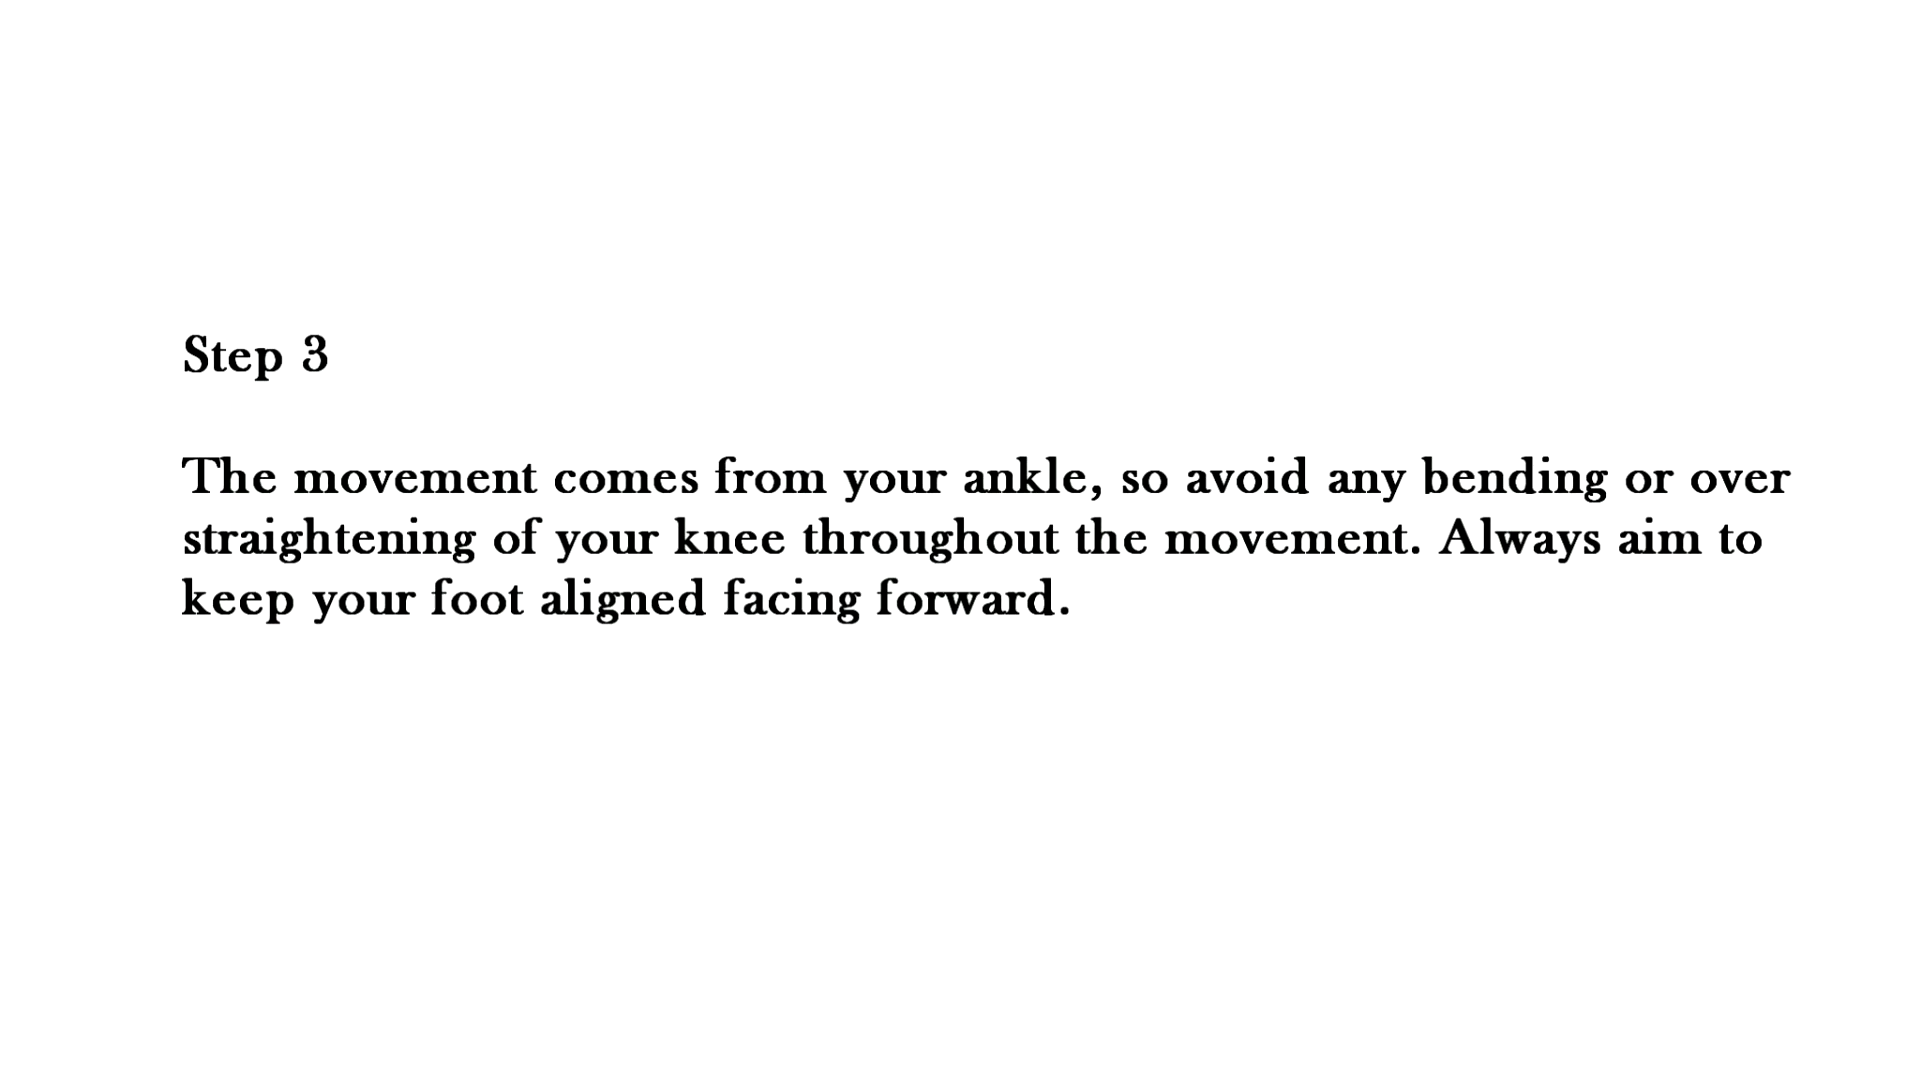 Step 3
The movement comes from your ankle, so avoid any bending or over
straightening of your knee throughout the movement. Always aim to
keep your foot aligned facing forward.